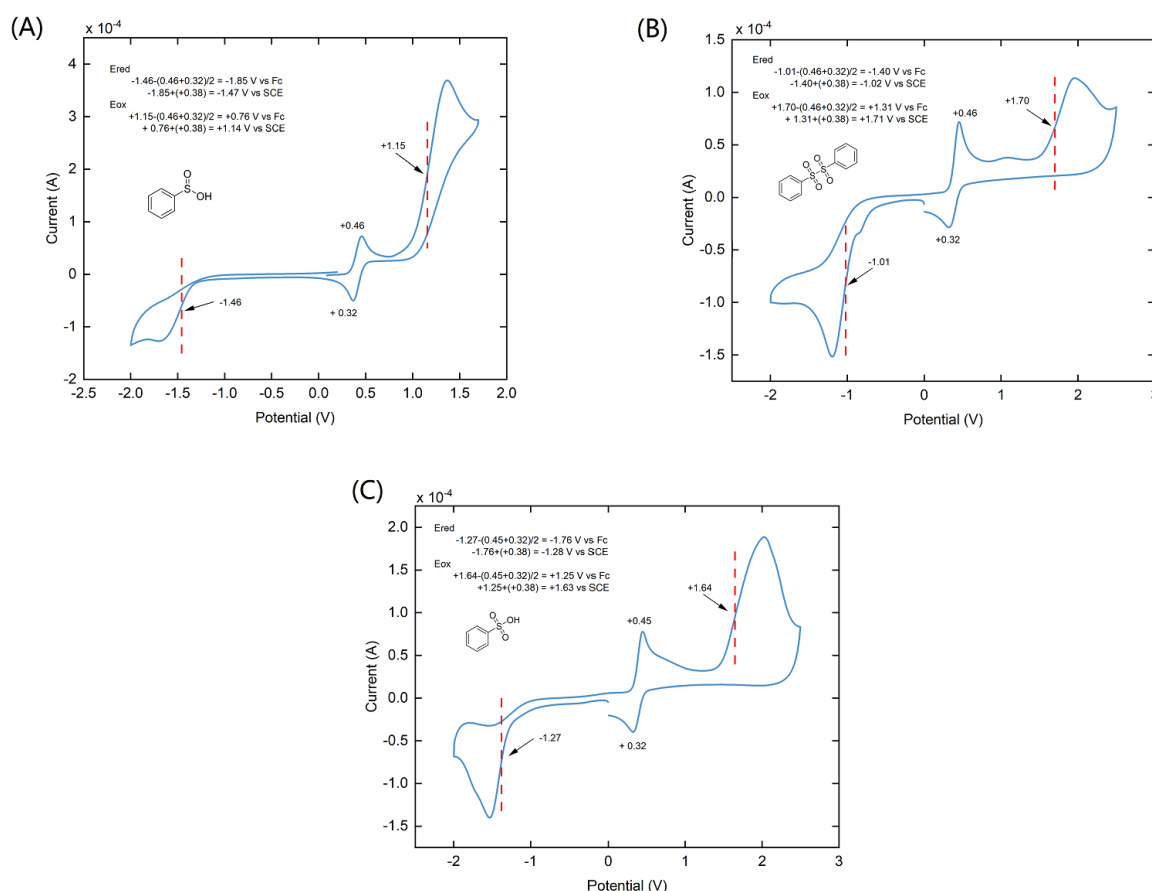 (A)
x 10⁻⁴
Ered
-1.46-(0.46+0.32)/2 = -1.85 V vs Fc
-1.85+(+0.38) = -1.47 V vs SCE
Eox
+1.15-(0.46+0.32)/2 = +0.76 V vs Fc
+ 0.76+(+0.38) = +1.14 V vs SCE
O
S
OH
+1.15
+0.46
+ 0.32
-1.46
4
3
2
1
0
-1
-2
Current (A)
-2.0 -1.5 -1.0 -0.5 0.0 0.5 1.0 1.5 2.0
Potential (V)
(B)
x 10⁻⁴
Ered
-1.01-(0.46+0.32)/2 = -1.40 V vs Fc
-1.40+(+0.38) = -1.02 V vs SCE
Eox
+1.70-(0.46+0.32)/2 = +1.31 V vs Fc
+ 1.31+(+0.38) = +1.71 V vs SCE
O O
S S
O O
+1.70
+0.46
+0.32
-1.01
1.5
1.0
0.5
0.0
-0.5
-1.0
-1.5
Current (A)
-2 -1 0 1 2 3
Potential (V)
(C)
x 10⁻⁴
Ered
-1.27-(0.45+0.32)/2 = -1.76 V vs Fc
-1.76+(+0.38) = -1.28 V vs SCE
Eox
+1.64-(0.45+0.32)/2 = +1.25 V vs Fc
+1.25+(+0.38) = +1.63 vs SCE
O
S
OH
O
+1.64
+0.45
+ 0.32
-1.27
2.0
1.5
1.0
0.5
0.0
-0.5
-1.0
-1.5
Current (A)
-2 -1 0 1 2 3
Potential (V)